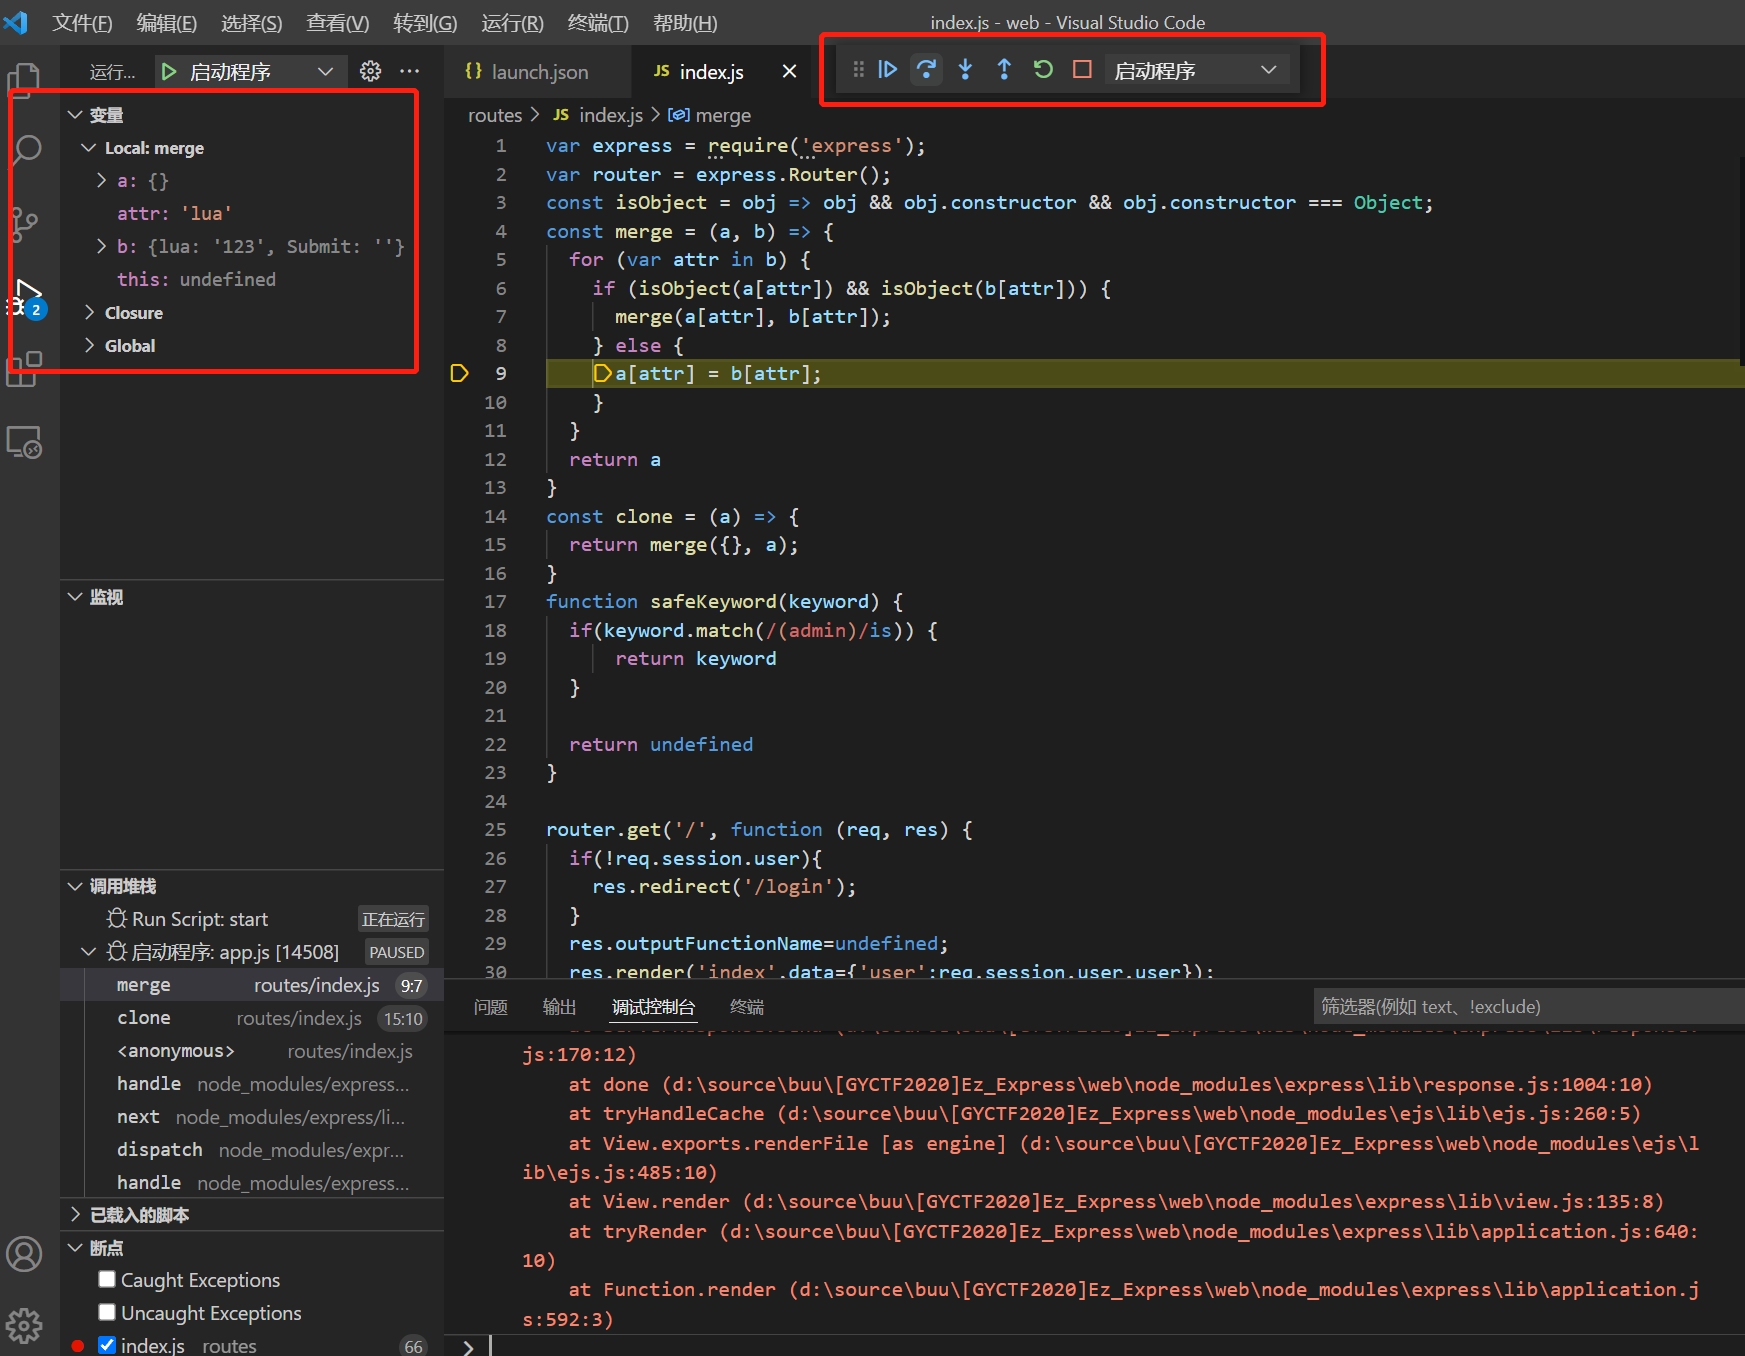 文件(F) 编辑(E) 选择(S) 查看(V) 转到(G) 运行(R) 终端(T) 帮助(H) index.js - web - Visual Studio Code
运行... 启动程序 ···
{} launch.json JS index.js 启动程序
routes > JS index.js > merge
变量
Local: merge
a: {}
attr: 'lua'
b: {lua: '123', Submit: ''}
this: undefined
Closure
Global
2
监视
调用堆栈
Run Script: start 正在运行
启动程序: app.js [14508] PAUSED
merge routes/index.js 9:7
clone routes/index.js 15:10
<anonymous> routes/index.js
handle node_modules/express...
next node_modules/express/li...
dispatch node_modules/expr...
handle node_modules/express...
已载入的脚本
断点
Caught Exceptions
Uncaught Exceptions
index.js routes 66
1 var express = require('express');
2 var router = express.Router();
3 const isObject = obj => obj && obj.constructor && obj.constructor === Object;
4 const merge = (a, b) => {
5 for (var attr in b) {
6 if (isObject(a[attr]) && isObject(b[attr])) {
7 merge(a[attr], b[attr]);
8 } else {
9 a[attr] = b[attr];
10 }
11 }
12 return a
13 }
14 const clone = (a) => {
15 return merge({}, a);
16 }
17 function safeKeyword(keyword) {
18 if(keyword.match(/(admin)/is)) {
19 return keyword
20 }
21
22 return undefined
23 }
24
25 router.get('/', function (req, res) {
26 if(!req.session.user){
27 res.redirect('/login');
28 }
29 res.outputFunctionName=undefined;
30 res.render('index',data={'user':req.session.user.user});
问题 输出 调试控制台 终端 筛选器(例如 text、!exclude)
js:170:12)
at done (d:\source\buu\[GYCTF2020]Ez_Express\web\node_modules\express\lib\response.js:1004:10)
at tryHandleCache (d:\source\buu\[GYCTF2020]Ez_Express\web\node_modules\ejs\lib\ejs.js:260:5)
at View.exports.renderFile [as engine] (d:\source\buu\[GYCTF2020]Ez_Express\web\node_modules\ejs\l
ib\ejs.js:485:10)
at View.render (d:\source\buu\[GYCTF2020]Ez_Express\web\node_modules\express\lib\view.js:135:8)
at tryRender (d:\source\buu\[GYCTF2020]Ez_Express\web\node_modules\express\lib\application.js:640:
10)
at Function.render (d:\source\buu\[GYCTF2020]Ez_Express\web\node_modules\express\lib\application.j
s:592:3)